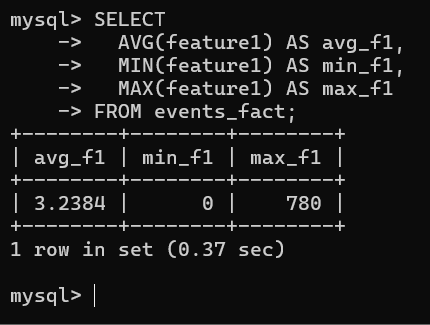 mysql> SELECT
    ->   AVG(feature1) AS avg_f1,
    ->   MIN(feature1) AS min_f1,
    ->   MAX(feature1) AS max_f1
    -> FROM events_fact;
+--------+--------+--------+
| avg_f1 | min_f1 | max_f1 |
+--------+--------+--------+
| 3.2384 |      0 |    780 |
+--------+--------+--------+
1 row in set (0.37 sec)
mysql>